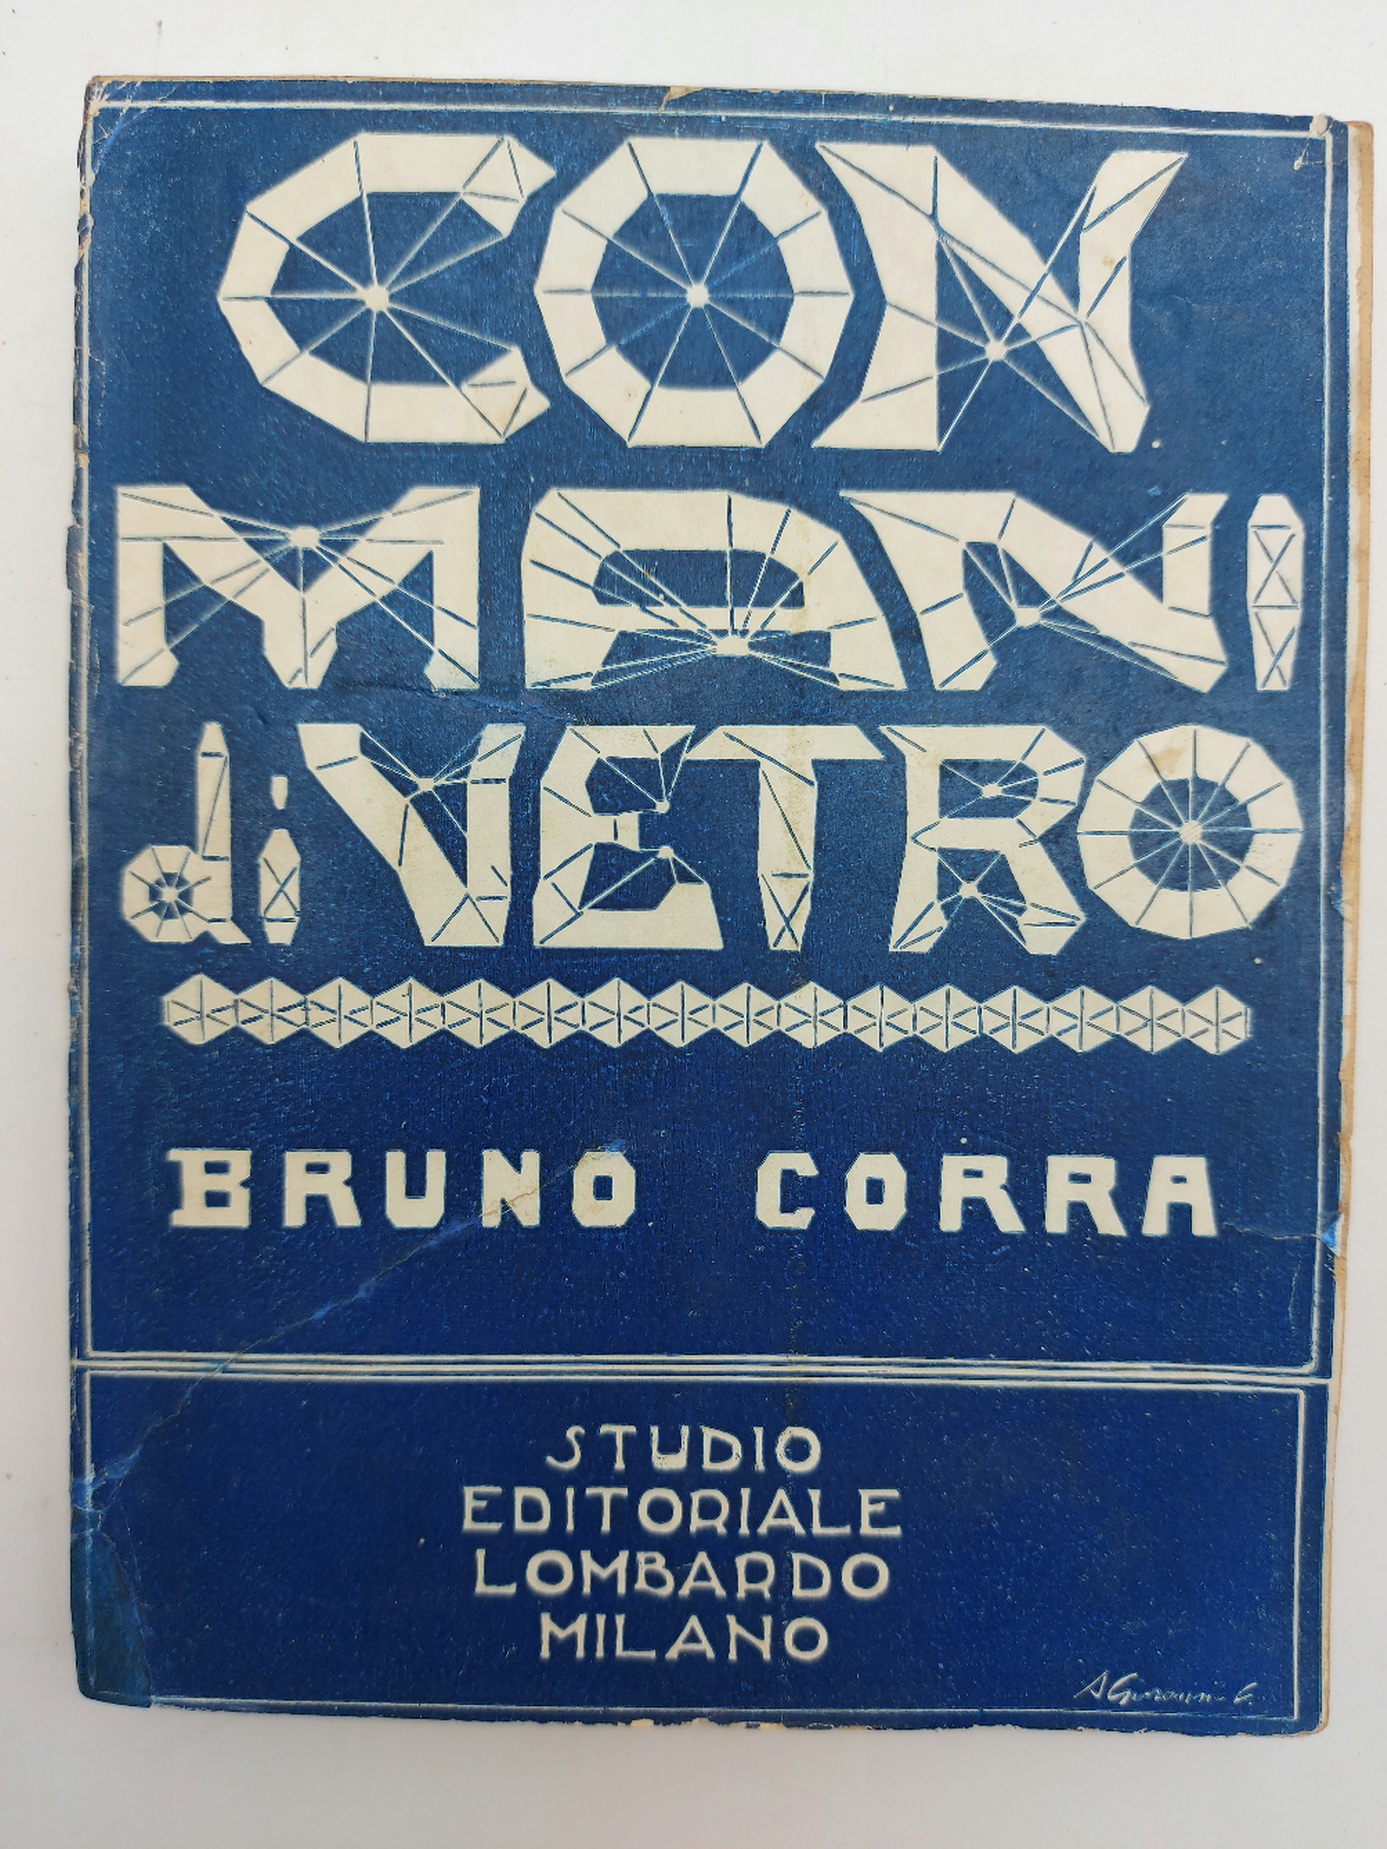 CON
MANI
di VETRO
BRUNO CORRA
STUDIO
EDITORIALE
LOMBARDO
MILANO